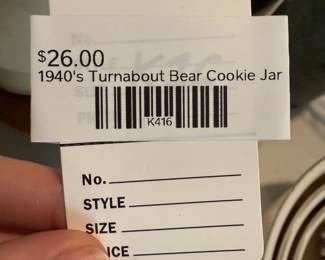 $26.00
1940's Turnabout Bear Cookie Jar
K416
No.
STYLE
SIZE
ICE